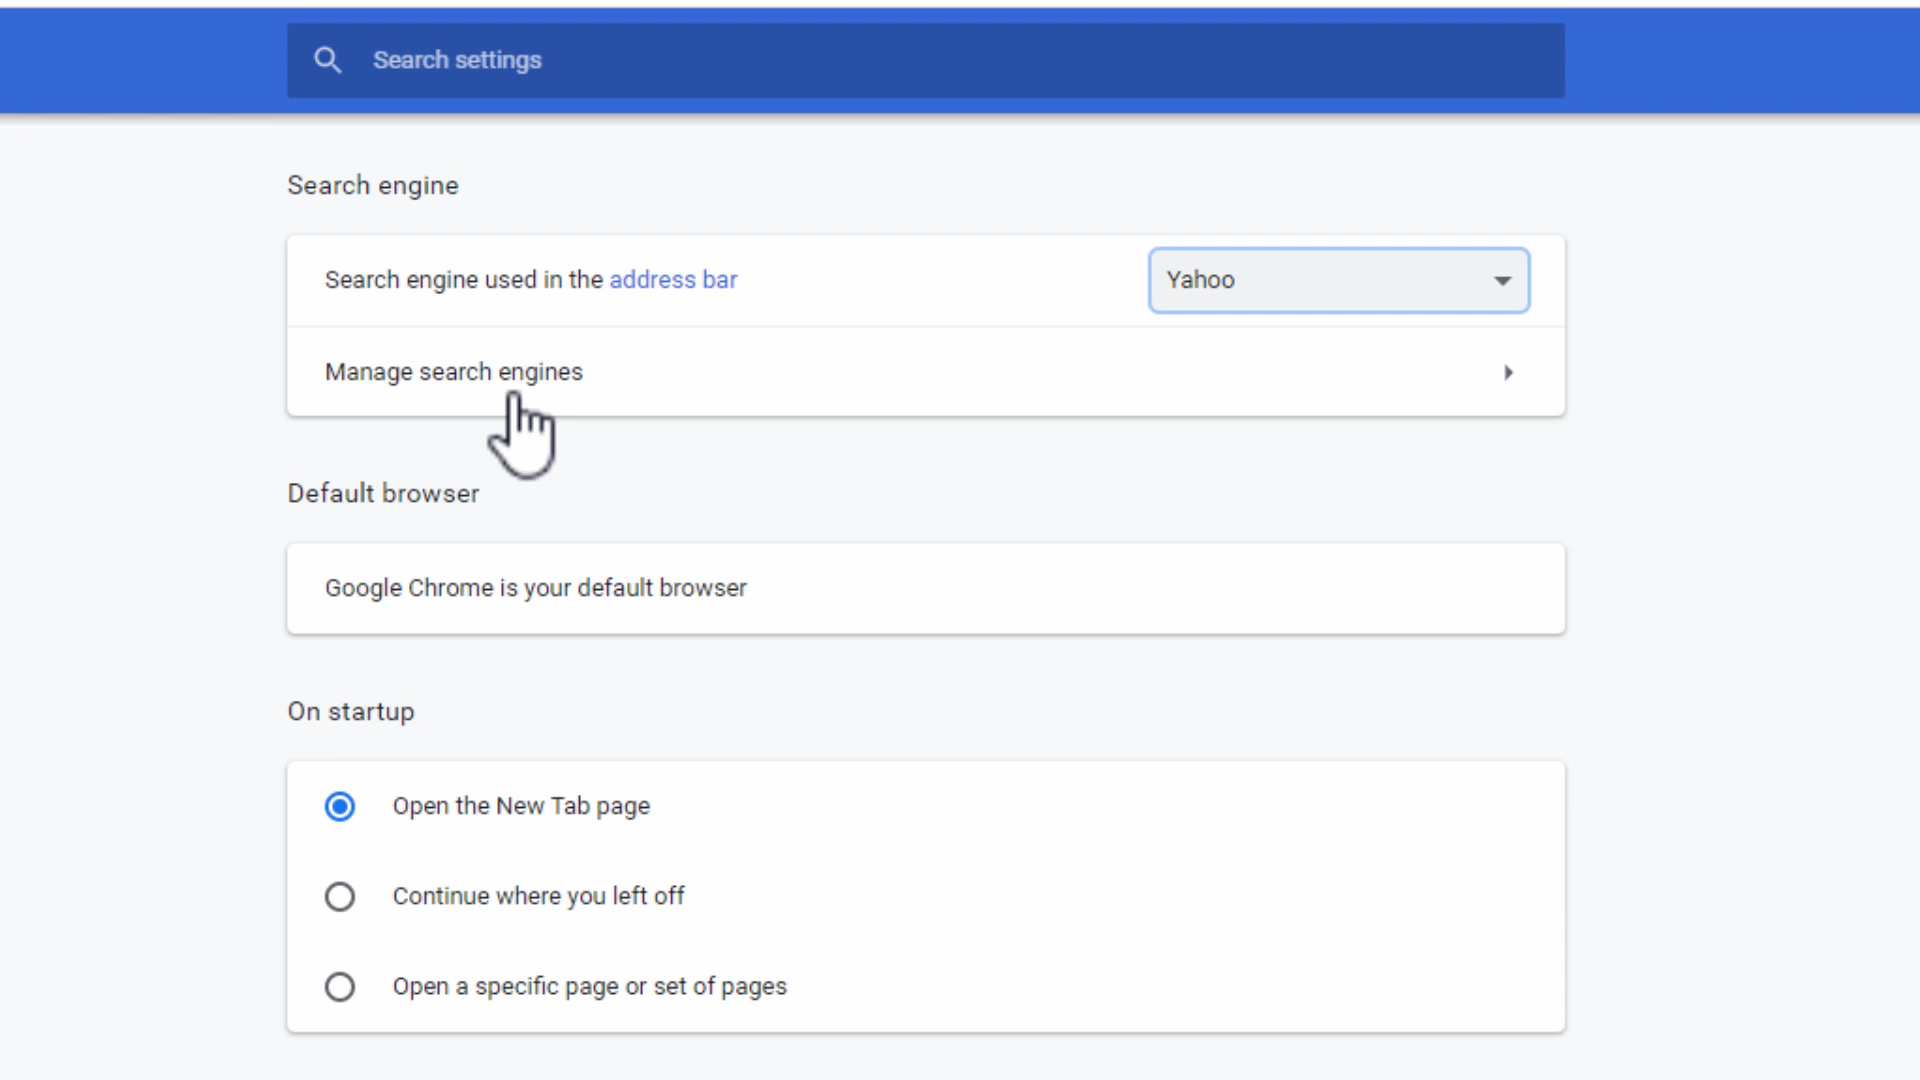 Search settings
Search engine
Search engine used in the address bar
Yahoo
Manage search engines
Default browser
Google Chrome is your default browser
On startup
Open the New Tab page
Continue where you left off
Open a specific page or set of pages